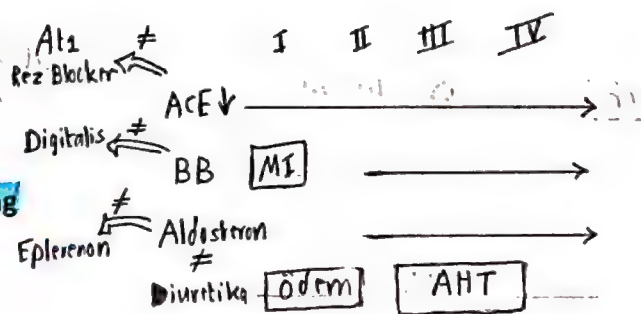 At1 ≠ I II III IV
Rez Blocker
ACE↓
Digitalis ≠
BB MI
≠
Eplerenon Aldosteron
≠
Diuretika Ödem AHT